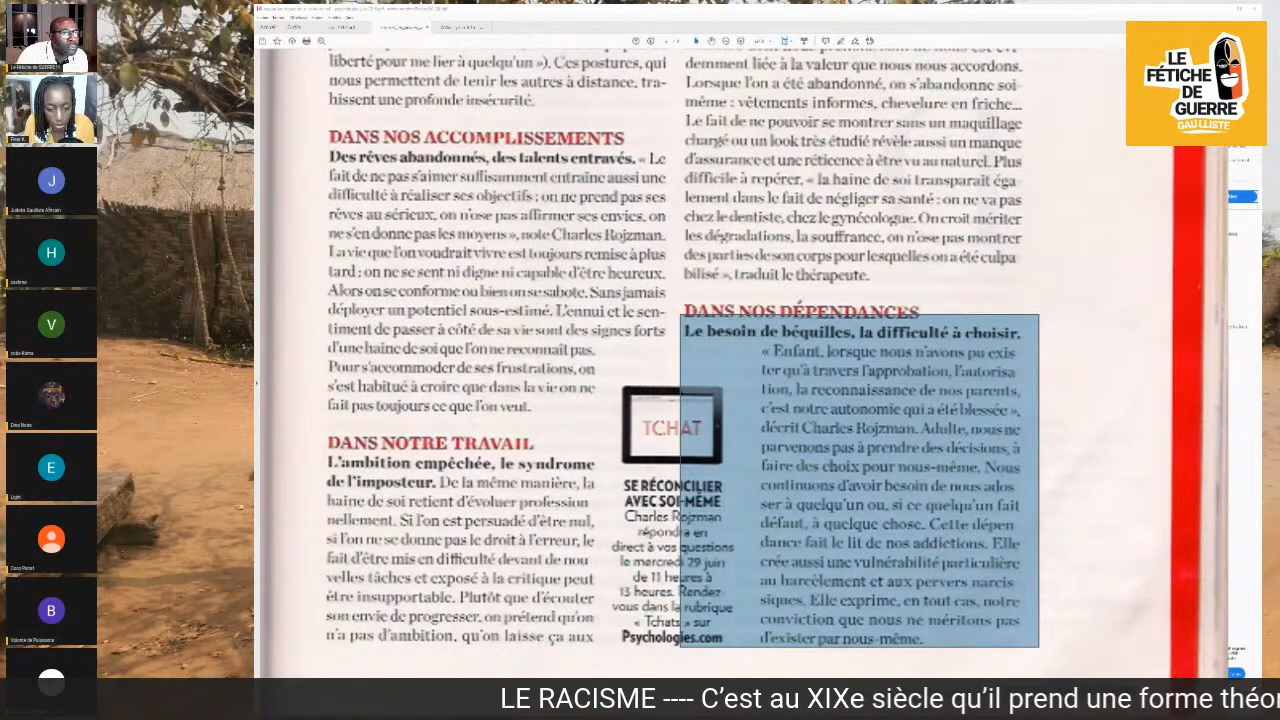 Accueil
Outils
LE
FÉTICHE
DE
GUERRE
GAULLISTE
Le Fétiche de GUERRE
Fleur K.
J
Judoka Gaulliste Africain
H
V
Dina Noire
E
Light
Coco Panaf
B
Volonté de Puissance
liberté pour me lier à quelqu'un »). Ces postures, qui
nous permettent de tenir les autres à distance, tra-
hissent une profonde insécurité.
DANS NOS ACCOMPLISSEMENTS
Des rêves abandonnés, des talents entravés. « Le
fait de ne pas s'aimer suffisamment entraîne aussi une
difficulté à réaliser ses objectifs : on ne prend pas ses
rêves au sérieux, on n'ose pas affirmer ses envies, on
ne s'en donne pas les moyens », note Charles Rojzman.
La vie que l'on voudrait vivre est toujours remise à plus
tard : on ne se sent ni digne ni capable d'être heureux.
Alors on se conforme ou bien on se sabote. Sans jamais
déployer un potentiel sous-estimé. L'ennui et le sen-
timent de passer à côté de sa vie sont des signes forts
d'une haine de soi que l'on ne reconnaît pas.
Pour s'accommoder de ses frustrations, on
s'est habitué à croire que dans la vie on ne
fait pas toujours ce que l'on veut.
DANS NOTRE TRAVAIL
L'ambition empêchée, le syndrome
de l'imposteur. De la même manière, la
haine de soi retient d'évoluer profession
nellement. Si l'on est persuadé d'être nul,
si l'on ne se donne pas le droit à l'erreur, le
fait d'être mis en difficulté devant de nou
velles tâches et exposé à la critique peut
être insupportable. Plutôt que d'écouter
son envie de progresser, on prétend qu'on
n'a pas d'ambition, qu'on laisse ça aux
TCHAT
SE RÉCONCILIER
AVEC SOI-MÊME
Charles Rojzman
répondra en
direct à vos questions
le mercredi 29 juin
de 11 heures à
13 heures. Rendez-
vous dans la rubrique
« Tchats » sur
Psychologies.com
demment liée à la valeur que nous nous accordons.
Lorsque l'on a été abandonné, on s'abandonne soi-
même : vêtements informes, chevelure en friche...
Le fait de ne pouvoir se montrer sans un maquillage
chargé ou un look très étudié révèle aussi un manque
d'assurance et une réticence à être vu au naturel. Plus
difficile à repérer, « la haine de soi transparaît éga-
lement dans le fait de négliger sa santé : on ne va pas
chez le dentiste, chez le gynécologue. On croit mériter
les dégradations, la souffrance, on n'ose pas montrer
des parties de son corps pour lesquelles on a été culpa
bilisé », traduit le thérapeute.
DANS NOS DÉPENDANCES
Le besoin de béquilles, la difficulté à choisir.
« Enfant, lorsque nous n'avons pu exis
ter qu'à travers l'approbation, l'autorisa
tion, la reconnaissance de nos parents,
c'est notre autonomie qui a été blessée »,
décrit Charles Rojzman. Adulte, nous ne
parvenons pas à prendre des décisions, à
faire des choix pour nous-même. Nous
continuons d'avoir besoin de nous ados
ser à quelqu'un ou, si ce quelqu'un fait
défaut, à quelque chose. Cette dépen
dance fait le lit de nos addictions. Elle
crée aussi une vulnérabilité particulière
au harcèlement et aux pervers narcis
siques. Elle exprime, en tout cas, notre
conviction que nous ne méritons pas
d'exister par nous-même.
LE RACISME ---- C'est au XIXe siècle qu'il prend une forme théo